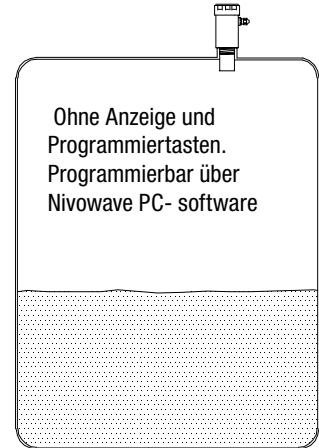 Ohne Anzeige und
Programmiertasten.
Programmierbar über
Nivowave PC- software